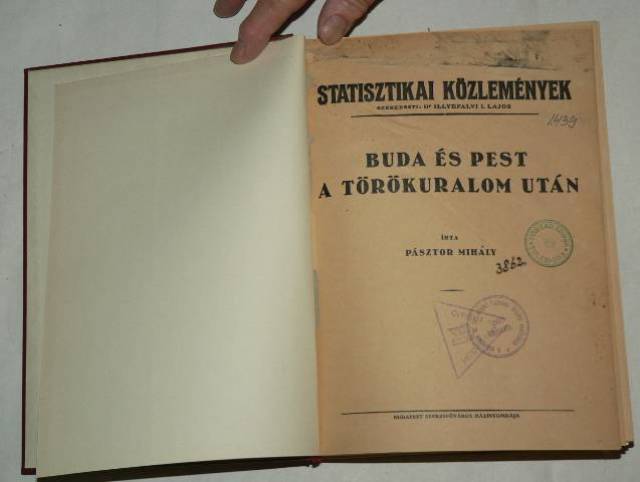 STATISZTIKAI KÖZLEMÉNYEK
SZERKESZTI: Dr ILLYEFALVI I. LAJOS
1439
BUDA ÉS PEST
A TÖRÖKURALOM UTÁN
ÍRTA
PÁSZTOR MIHÁLY
3862
BUDAPEST SZÉKESFŐVÁROS HÁZINYOMDÁJA